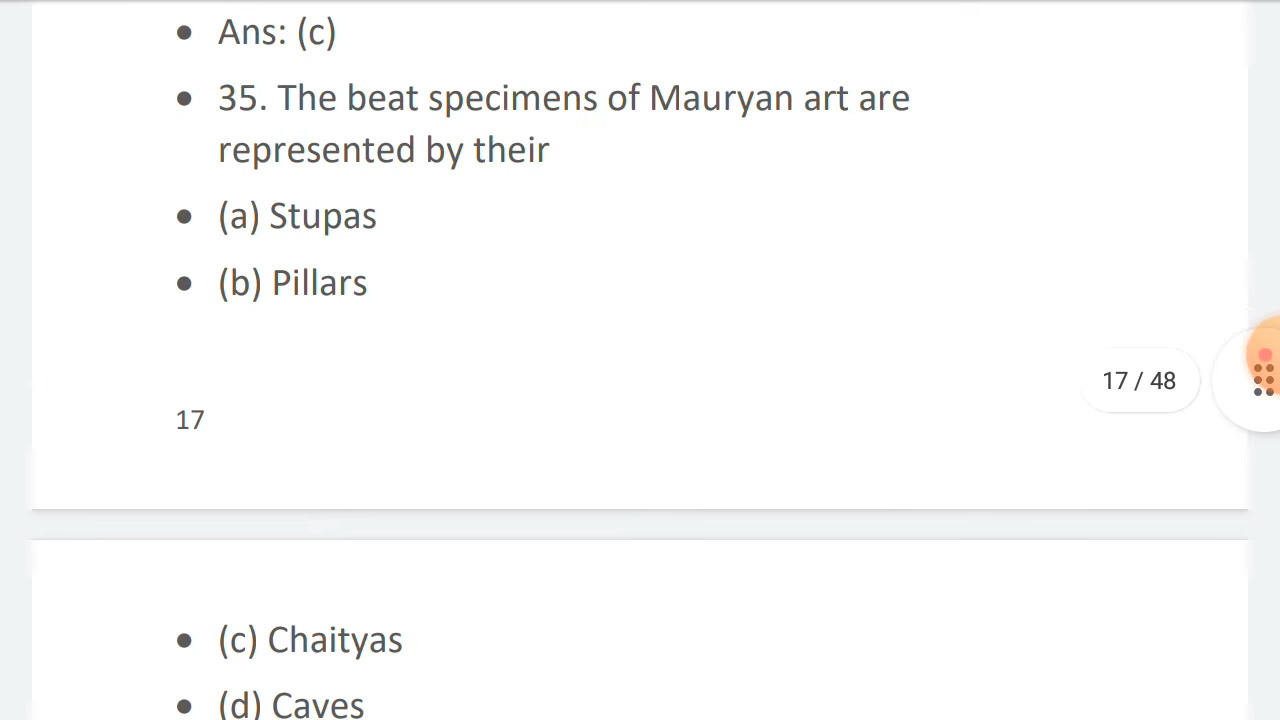 Ans: (c)
35. The beat specimens of Mauryan art are
represented by their
(a) Stupas
(b) Pillars
17 / 48
17
(c) Chaityas
(d) Caves